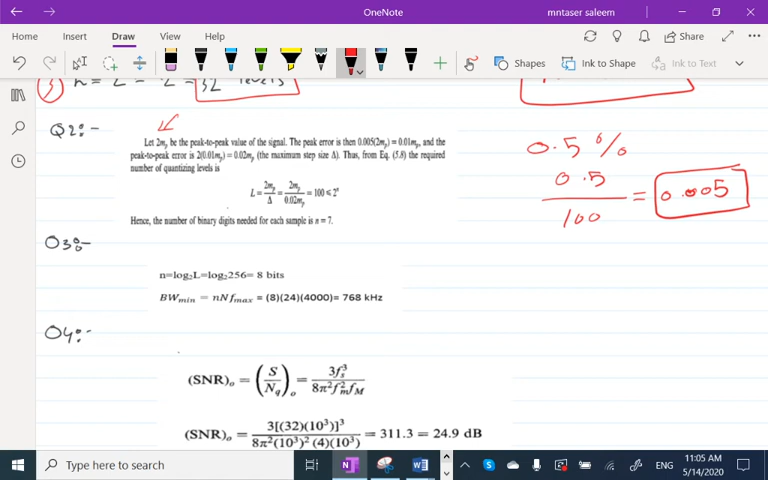 OneNote
mntaser saleem
Home Insert Draw View Help
Share
Shapes Ink to Shape Ink to Text
32 levels
Q2:-
Let 2mp be the peak-to-peak value of the signal. The peak error is then 0.005(2mp) = 0.01mp, and the
peak-to-peak error is 2(0.01mp) = 0.02mp (the maximum step size Δ). Thus, from Eq. (5.8) the required
number of quantizing levels is
L = 2mp/Δ = 2mp/0.02mp = 100 ⩽ 2ⁿ
Hence, the number of binary digits needed for each sample is n = 7.
0.5 %
0.5/100 = 0.005
Q3:-
n=log₂L=log₂256= 8 bits
BWmin = nNfmax = (8)(24)(4000)= 768 kHz
Q4:-
(SNR)o = (S/Nq)o = 3fs³/8π²fm²fM
(SNR)o = 3[(32)(10³)]³/8π²(10³)²(4)(10³) = 311.3 = 24.9 dB
Type here to search
ENG
11:05 AM
5/14/2020